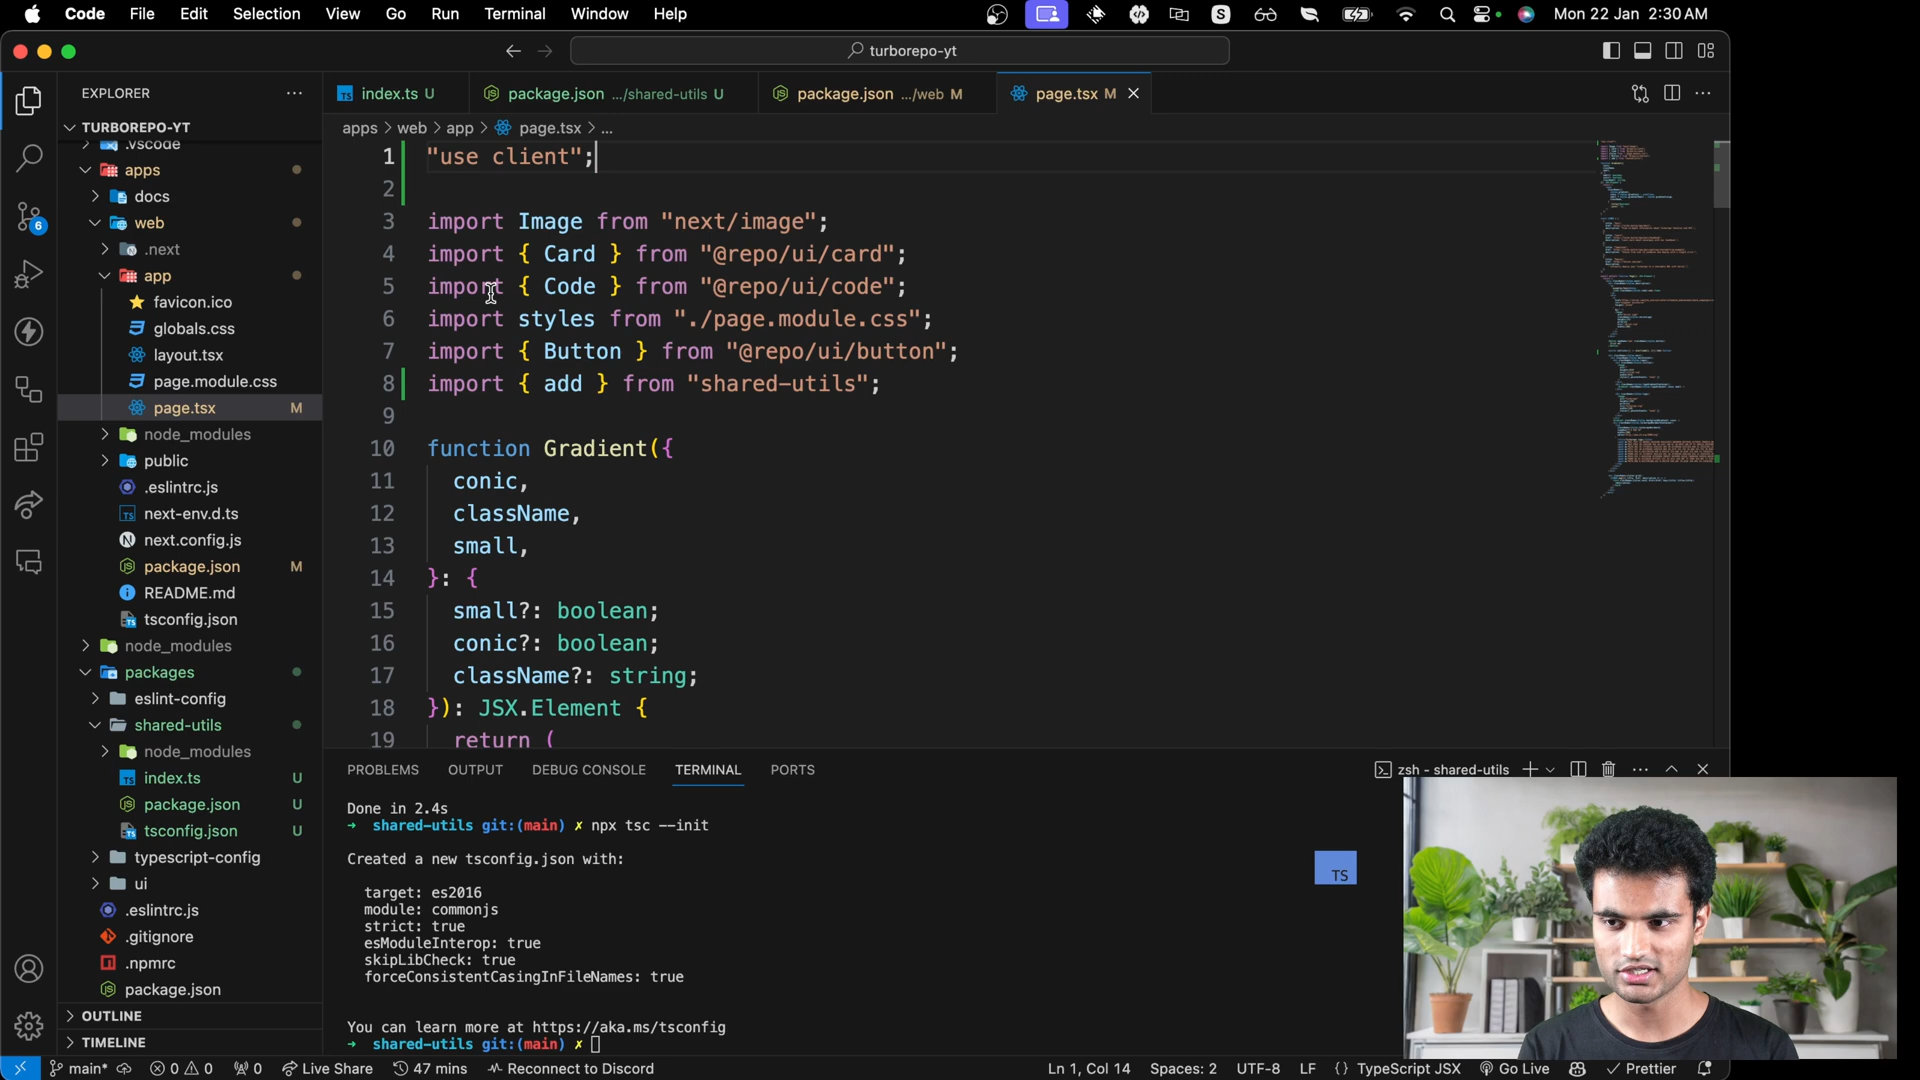 Code File Edit Selection View Go Run Terminal Window Help
S
Mon 22 Jan 2:30 AM
turborepo-yt
EXPLORER
TURBOREPO-YT
.vscode
apps
docs
web
.next
app
favicon.ico
globals.css
layout.tsx
page.module.css
page.tsx M
node_modules
public
.eslintrc.js
TS next-env.d.ts
N next.config.js
package.json M
README.md
tsconfig.json
node_modules
packages
eslint-config
shared-utils
node_modules
TS index.ts U
package.json U
tsconfig.json U
typescript-config
ui
.eslintrc.js
.gitignore
.npmrc
package.json
OUTLINE
TIMELINE
6
TS index.ts U
package.json .../shared-utils U
package.json .../web M
page.tsx M
apps > web > app > page.tsx > ...
1 "use client";
2
3 import Image from "next/image";
4 import { Card } from "@repo/ui/card";
5 import { Code } from "@repo/ui/code";
6 import styles from "./page.module.css";
7 import { Button } from "@repo/ui/button";
8 import { add } from "shared-utils";
9
10 function Gradient({
11 conic,
12 className,
13 small,
14 }: {
15 small?: boolean;
16 conic?: boolean;
17 className?: string;
18 }): JSX.Element {
19 return (
PROBLEMS OUTPUT DEBUG CONSOLE TERMINAL PORTS
zsh - shared-utils
Done in 2.4s
→ shared-utils git:(main) ✗ npx tsc --init
Created a new tsconfig.json with:
TS
target: es2016
module: commonjs
strict: true
esModuleInterop: true
skipLibCheck: true
forceConsistentCasingInFileNames: true
You can learn more at https://aka.ms/tsconfig
→ shared-utils git:(main) ✗
main* 0 0 0 Live Share 47 mins Reconnect to Discord
Ln 1, Col 14 Spaces: 2 UTF-8 LF {} TypeScript JSX Go Live Prettier